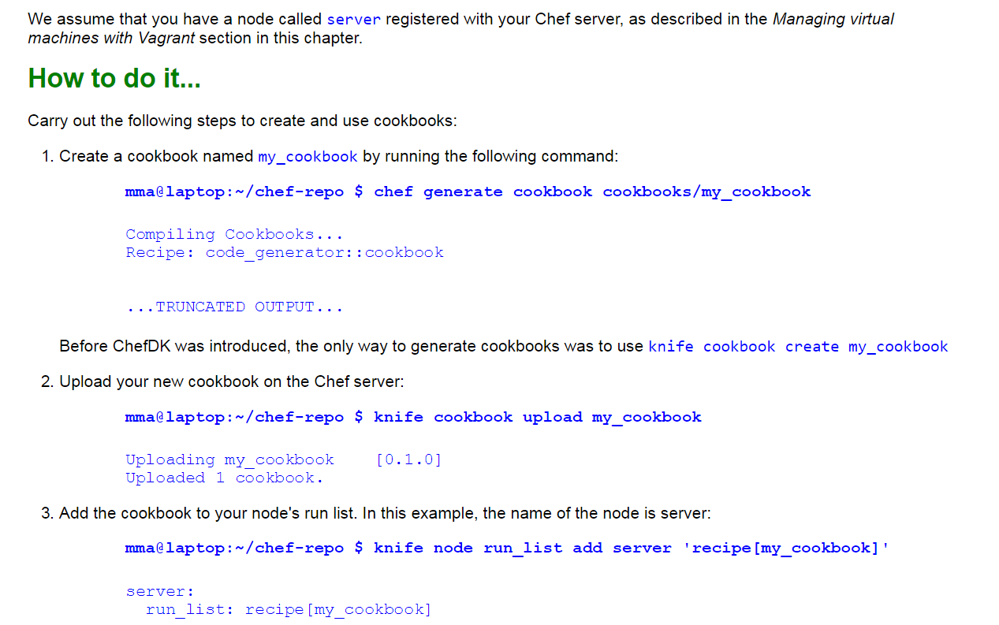 We assume that you have a node called server registered with your Chef server, as described in the Managing virtual
machines with Vagrant section in this chapter.
How to do it...
Carry out the following steps to create and use cookbooks:
1. Create a cookbook named my_cookbook by running the following command:
mma@laptop:~/chef-repo $ chef generate cookbook cookbooks/my_cookbook
Compiling Cookbooks...
Recipe: code_generator::cookbook
...TRUNCATED OUTPUT...
Before ChefDK was introduced, the only way to generate cookbooks was to use knife cookbook create my_cookbook
2. Upload your new cookbook on the Chef server:
mma@laptop:~/chef-repo $ knife cookbook upload my_cookbook
Uploading my_cookbook    [0.1.0]
Uploaded 1 cookbook.
3. Add the cookbook to your node's run list. In this example, the name of the node is server:
mma@laptop:~/chef-repo $ knife node run_list add server 'recipe[my_cookbook]'
server:
  run_list: recipe[my_cookbook]